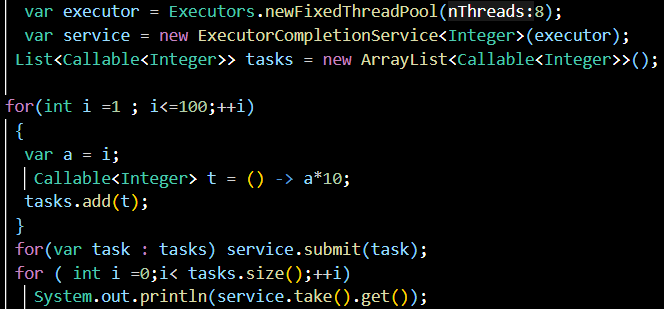 var executor = Executors.newFixedThreadPool(nThreads:8);
var service = new ExecutorCompletionService<Integer>(executor);
List<Callable<Integer>> tasks = new ArrayList<Callable<Integer>>();
for(int i =1 ; i<=100;++i)
{
var a = i;
Callable<Integer> t = () -> a*10;
tasks.add(t);
}
for(var task : tasks) service.submit(task);
for ( int i =0;i< tasks.size();++i)
System.out.println(service.take().get());